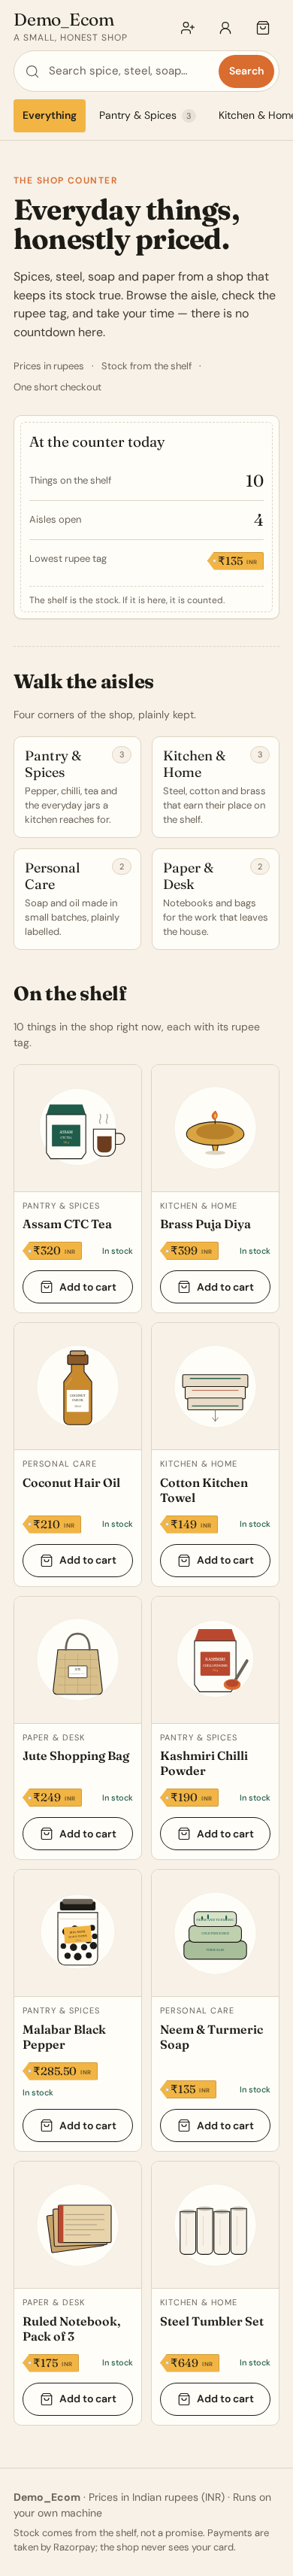 Demo_Ecom
A SMALL, HONEST SHOP
Search spice, steel, soap...
Search
Everything
Pantry & Spices 3
Kitchen & Home
THE SHOP COUNTER
Everyday things,
honestly priced.
Spices, steel, soap and paper from a shop that
keeps its stock true. Browse the aisle, check the
rupee tag, and take your time — there is no
countdown here.
Prices in rupees · Stock from the shelf ·
One short checkout
At the counter today
Things on the shelf 10
Aisles open 4
Lowest rupee tag ₹135 INR
The shelf is the stock. If it is here, it is counted.
Walk the aisles
Four corners of the shop, plainly kept.
Pantry & 3
Spices
Pepper, chilli, tea and
the everyday jars a
kitchen reaches for.
Kitchen & 3
Home
Steel, cotton and brass
that earn their place on
the shelf.
Personal 2
Care
Soap and oil made in
small batches, plainly
labelled.
Paper & 2
Desk
Notebooks and bags
for the work that leaves
the house.
On the shelf
10 things in the shop right now, each with its rupee
tag.
ASSAM
PANTRY & SPICES
Assam CTC Tea
₹320 INR In stock
Add to cart
KITCHEN & HOME
Brass Puja Diya
₹399 INR In stock
Add to cart
COCONUT
PERSONAL CARE
Coconut Hair Oil
₹210 INR In stock
Add to cart
KITCHEN & HOME
Cotton Kitchen
Towel
₹149 INR In stock
Add to cart
PAPER & DESK
Jute Shopping Bag
₹249 INR In stock
Add to cart
KASHMIRI
PANTRY & SPICES
Kashmiri Chilli
Powder
₹190 INR In stock
Add to cart
PANTRY & SPICES
Malabar Black
Pepper
₹285.50 INR
In stock
Add to cart
PERSONAL CARE
Neem & Turmeric
Soap
₹135 INR In stock
Add to cart
PAPER & DESK
Ruled Notebook,
Pack of 3
₹175 INR In stock
Add to cart
KITCHEN & HOME
Steel Tumbler Set
₹649 INR In stock
Add to cart
Demo_Ecom · Prices in Indian rupees (INR) · Runs on
your own machine
Stock comes from the shelf, not a promise. Payments are
taken by Razorpay; the shop never sees your card.